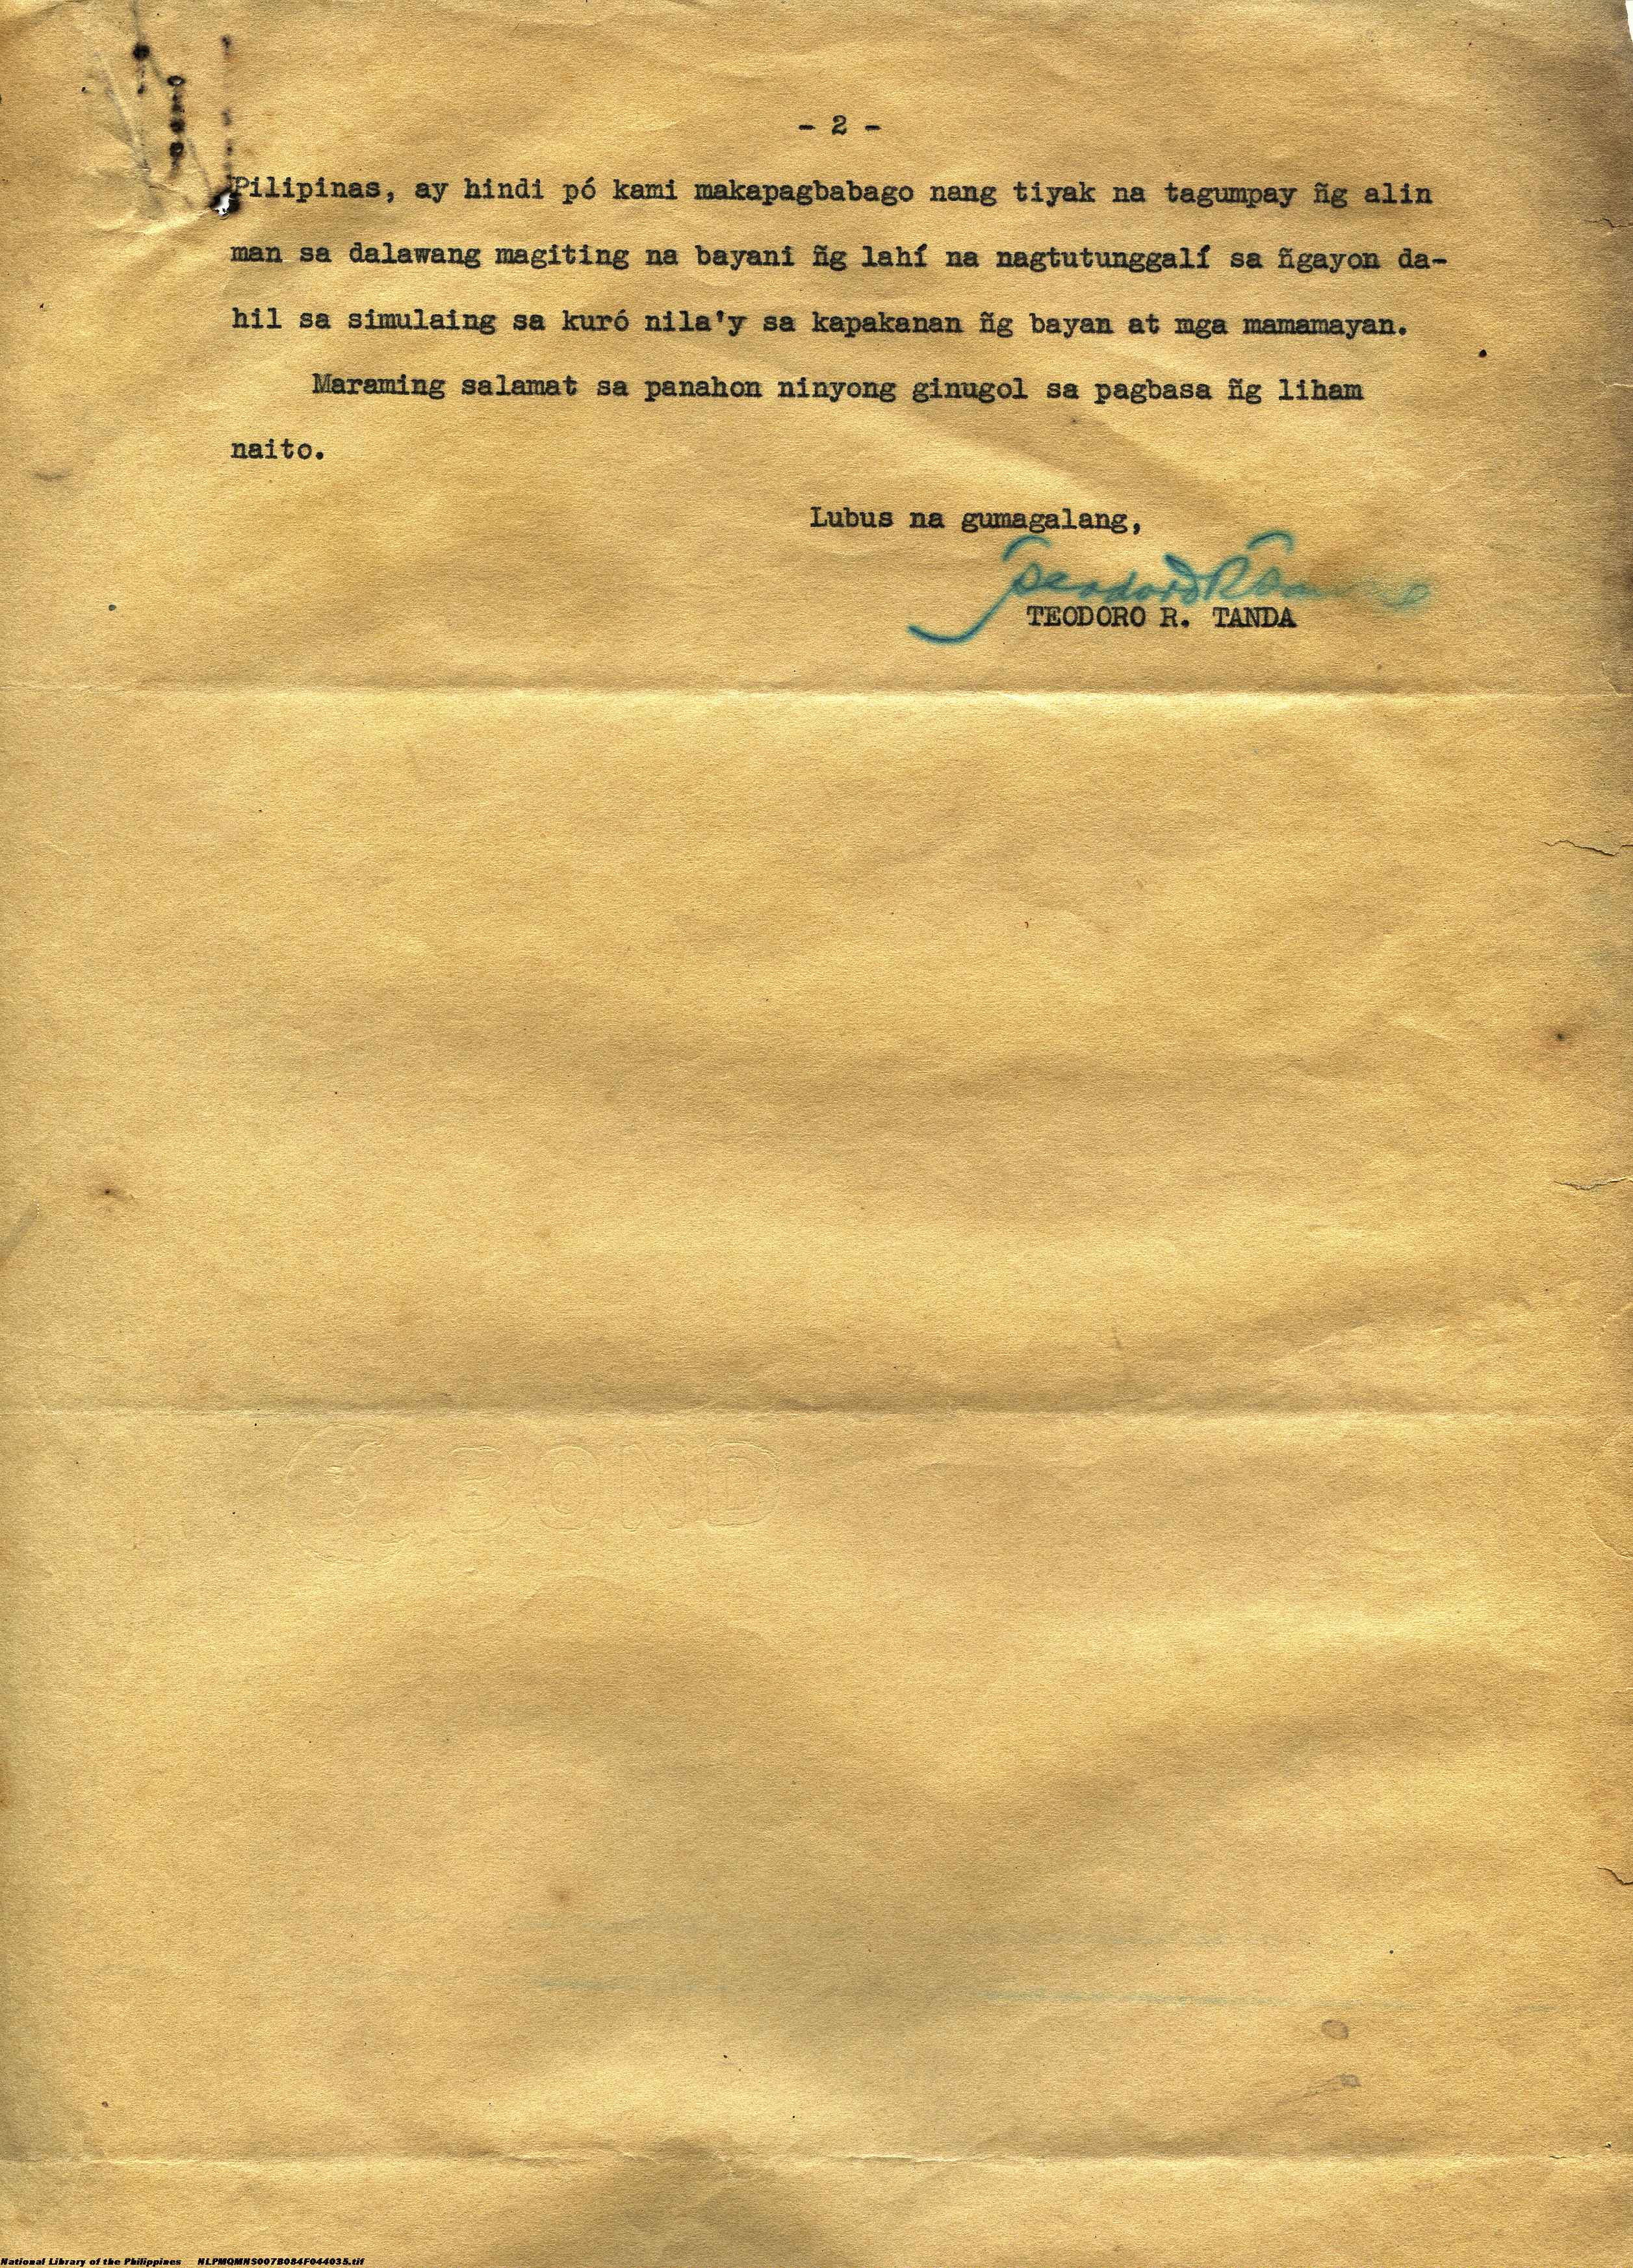 - 2 -
Pilipinas, ay hindi pó kami makapagbabago nang tiyak na tagumpay ñg alin
man sa dalawang magiting na bayani ñg lahí na nagtutunggalí sa ñgayon da-
hil sa simulaing sa kuró nila'y sa kapakanan ñg bayan at mga mamamayan.
Maraming salamat sa panahon ninyong ginugol sa pagbasa ñg liham
naito.
Lubus na gumagalang,
TEODORO R. TANDA
BOND
National Library of the Philippines NLPMQMNS007B084F044035.tif